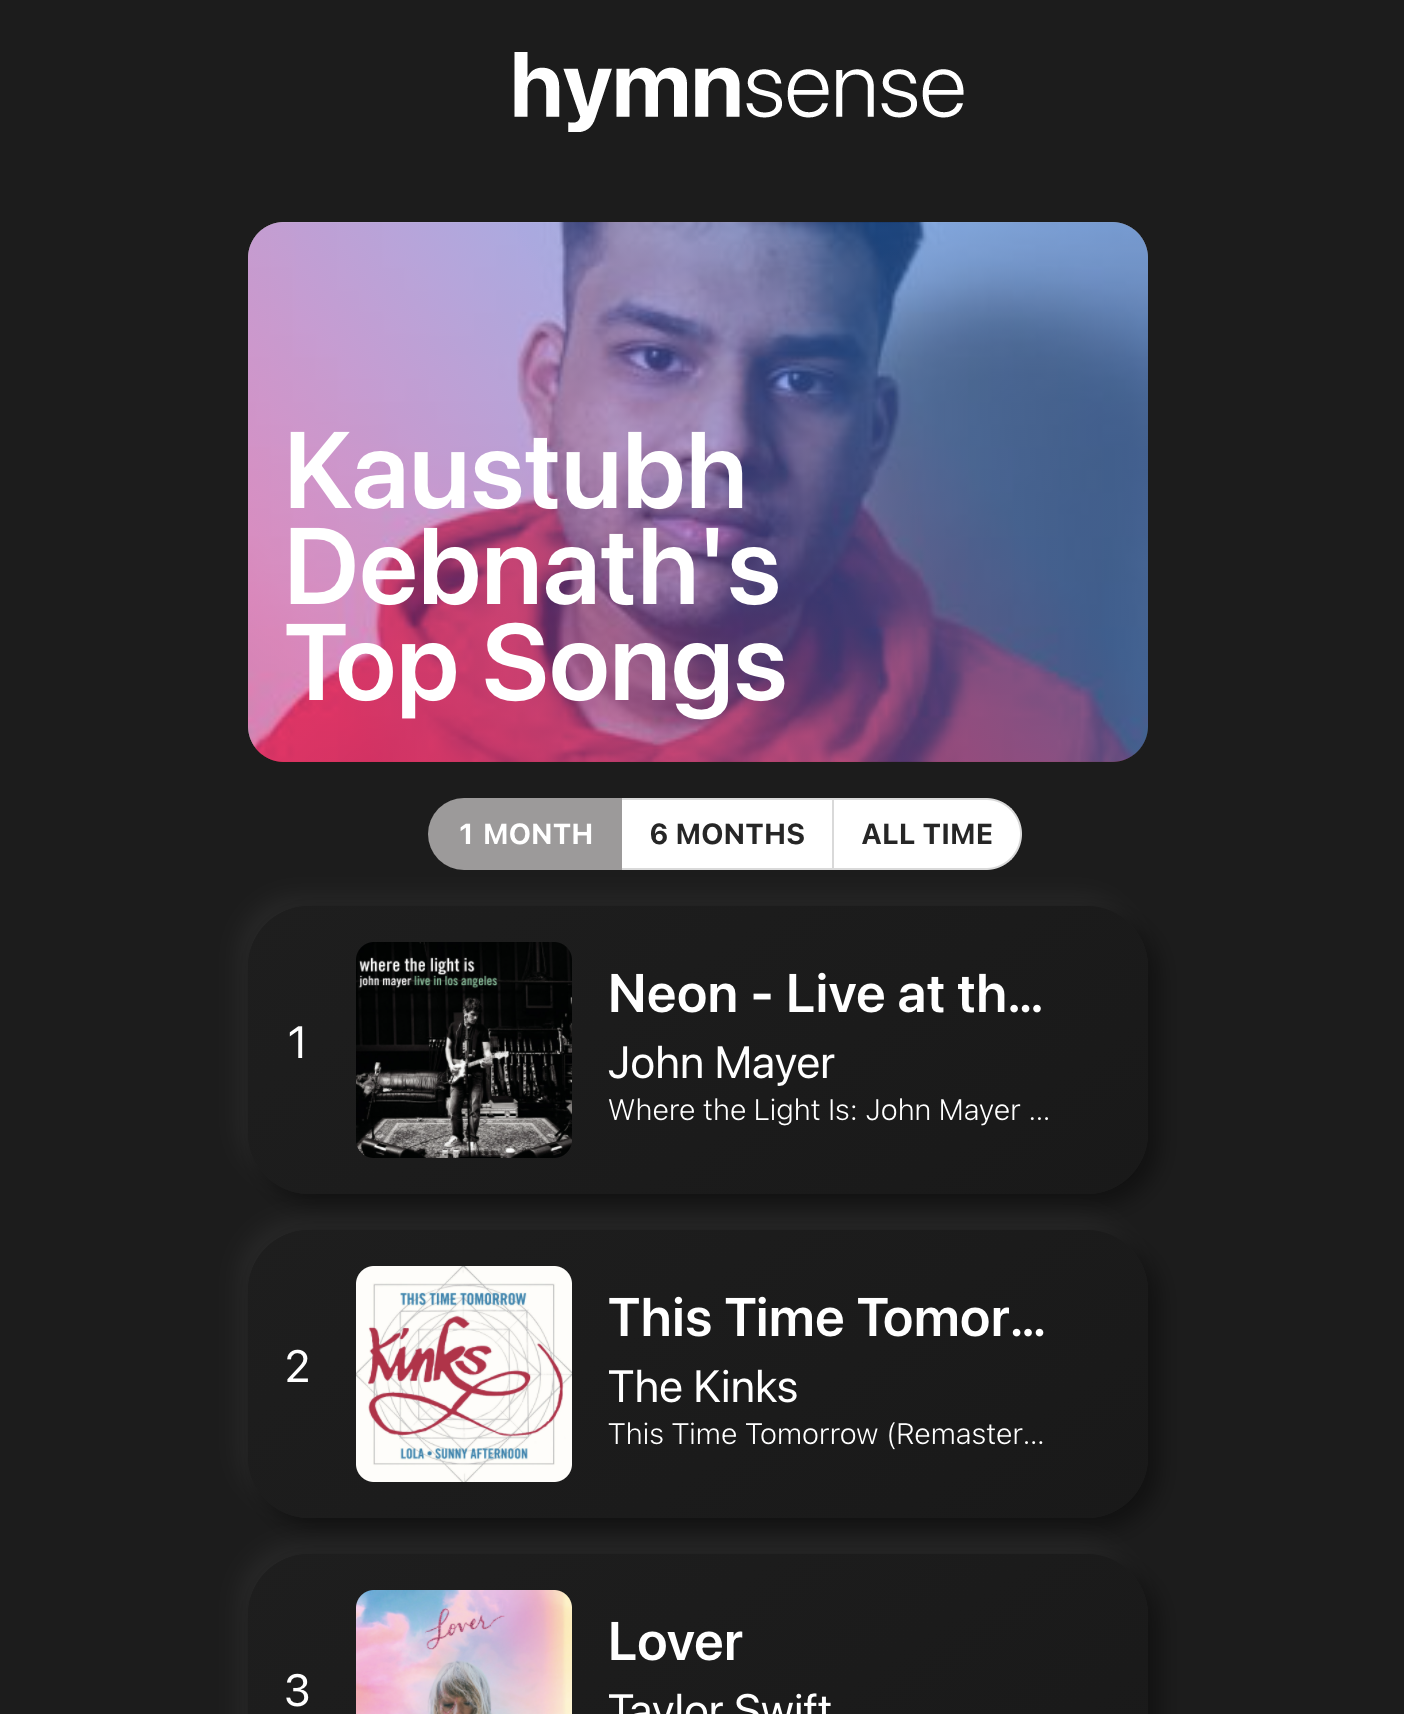 hymnsense
Kaustubh
Debnath's
Top Songs
1 MONTH
6 MONTHS
ALL TIME
1
where the light is
john mayer live in los angeles
Neon - Live at th...
John Mayer
Where the Light Is: John Mayer ...
2
THIS TIME TOMORROW
Kinks
LOLA • SUNNY AFTERNOON
This Time Tomor...
The Kinks
This Time Tomorrow (Remaster...
3
Lover
Lover
Taylor Swift